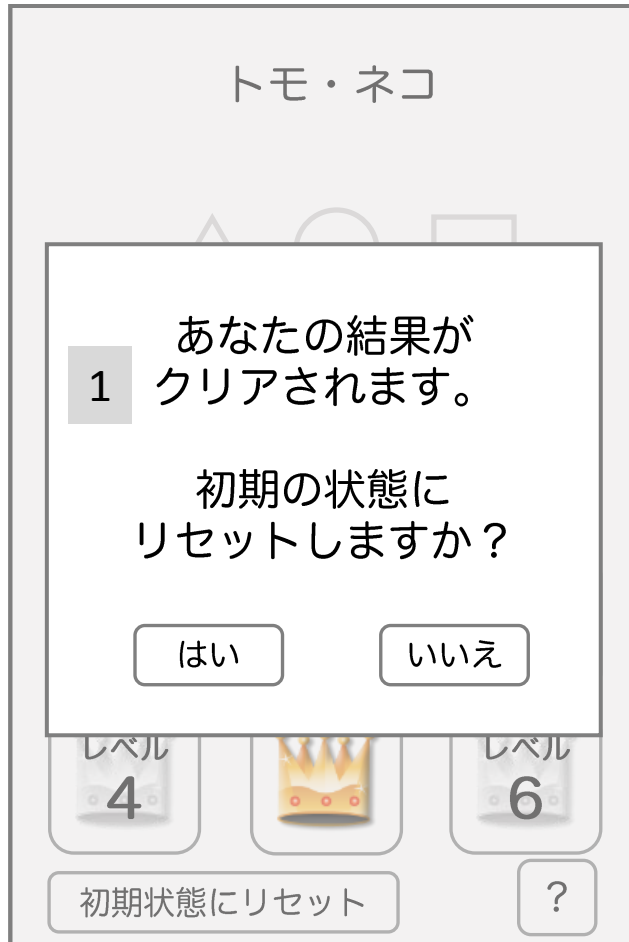 トモ・ネコ
あなたの結果が
1
クリアされます。
初期の状態に
リセットしますか？
はい
いいえ
レベル
4
レベル
6
初期状態にリセット
？